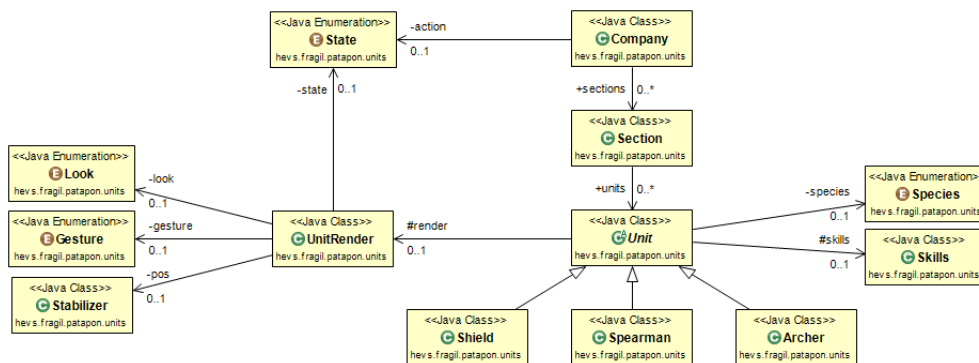 <<Java Enumeration>>
State
hevs.fragil.patapon.units
-action
0..1
<<Java Class>>
Company
hevs.fragil.patapon.units
-state
0..1
+sections
0..*
<<Java Class>>
Section
hevs.fragil.patapon.units
<<Java Enumeration>>
Look
hevs.fragil.patapon.units
-look
0..1
+units
0..*
<<Java Enumeration>>
Species
hevs.fragil.patapon.units
-species
0..1
<<Java Enumeration>>
Gesture
hevs.fragil.patapon.units
-gesture
0..1
<<Java Class>>
UnitRender
hevs.fragil.patapon.units
#render
0..1
<<Java Class>>
Unit
hevs.fragil.patapon.units
#skills
0..1
<<Java Class>>
Skills
hevs.fragil.patapon.units
-pos
0..1
<<Java Class>>
Stabilizer
hevs.fragil.patapon.units
<<Java Class>>
Shield
hevs.fragil.patapon.units
<<Java Class>>
Spearman
hevs.fragil.patapon.units
<<Java Class>>
Archer
hevs.fragil.patapon.units